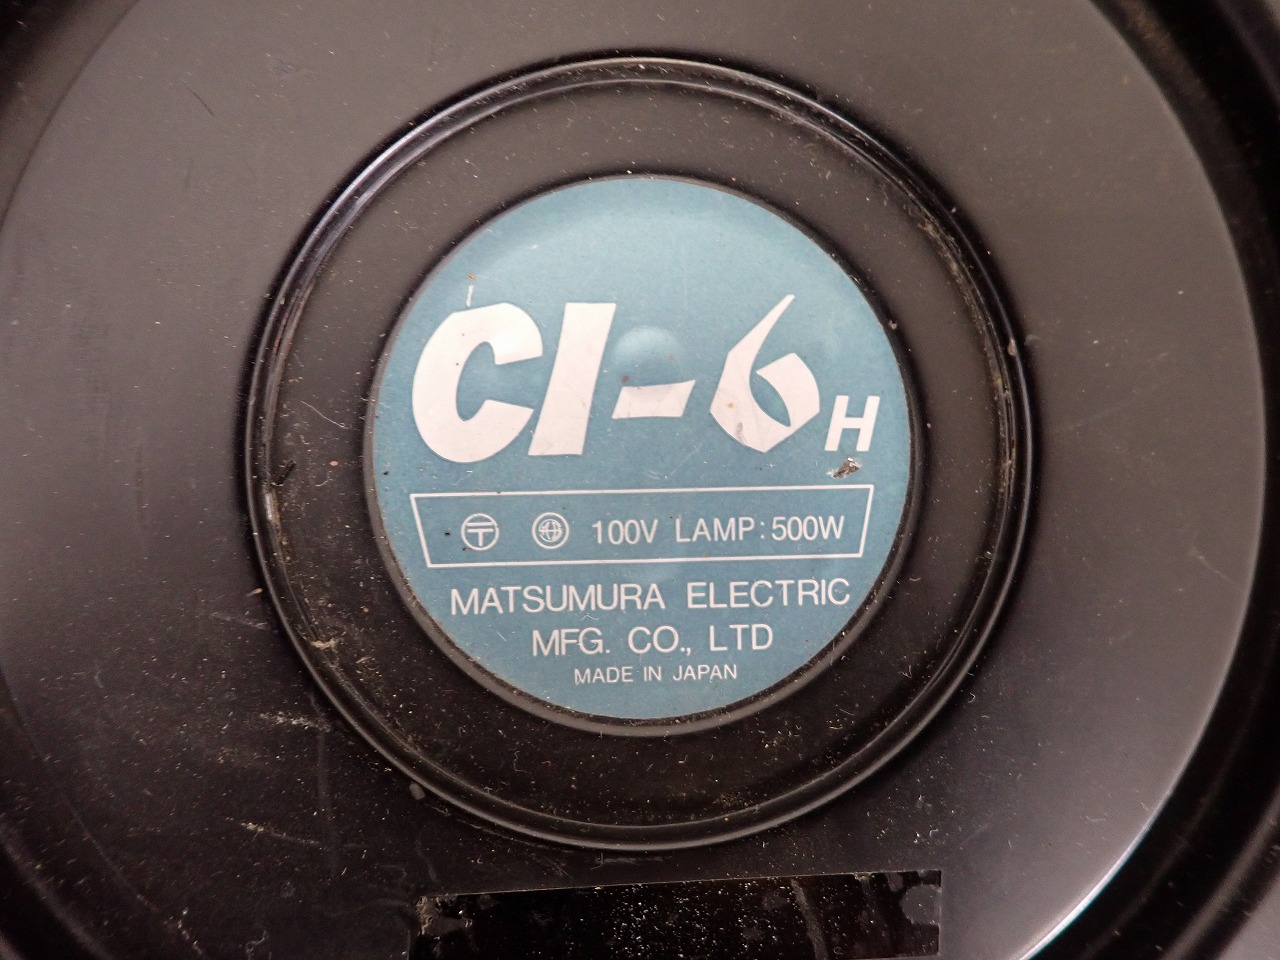 CI-6H
〒 100V LAMP: 500W
MATSUMURA ELECTRIC
MFG. CO., LTD
MADE IN JAPAN